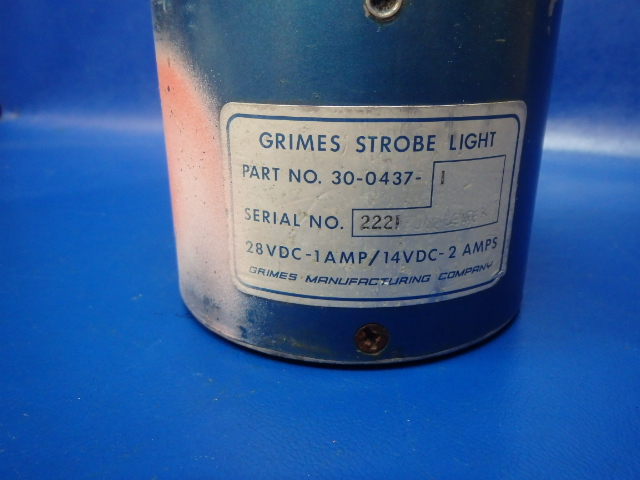 GRIMES STROBE LIGHT
PART NO. 30-0437-1
SERIAL NO. 2221
28VDC-1AMP/14VDC-2 AMPS
GRIMES MANUFACTURING COMPANY